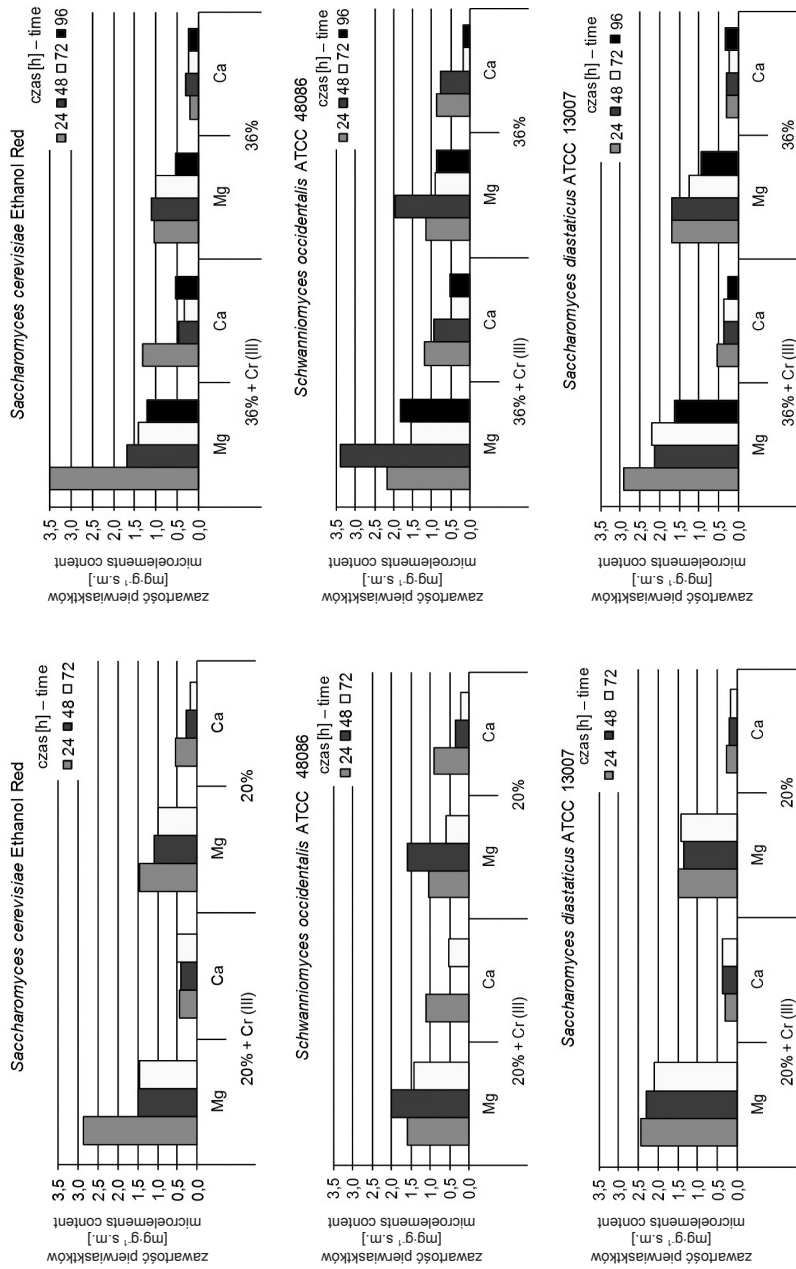 Saccharomyces cerevisiae Ethanol Red
czas [h] – time
24 48 72
zawartość pierwiasktków
[mg·g⁻¹ s.m.]
microelements content
3,5
3,0
2,5
2,0
1,5
1,0
0,5
0,0
Mg Ca Mg Ca
20% + Cr (III) 20%
Saccharomyces cerevisiae Ethanol Red
czas [h] – time
24 48 72 96
zawartość pierwiasktków
[mg·g⁻¹ s.m.]
microelements content
3,5
3,0
2,5
2,0
1,5
1,0
0,5
0,0
Mg Ca Mg Ca
36% + Cr (III) 36%
Schwanniomyces occidentalis ATCC 48086
czas [h] – time
24 48 72
zawartość pierwiasktków
[mg·g⁻¹ s.m.]
microelements content
3,5
3,0
2,5
2,0
1,5
1,0
0,5
0,0
Mg Ca Mg Ca
20% + Cr (III) 20%
Schwanniomyces occidentalis ATCC 48086
czas [h] – time
24 48 72 96
zawartość pierwiasktków
[mg·g⁻¹ s.m.]
microelements content
3,5
3,0
2,5
2,0
1,5
1,0
0,5
0,0
Mg Ca Mg Ca
36% + Cr (III) 36%
Saccharomyces diastaticus ATCC 13007
czas [h] – time
24 48 72
zawartość pierwiasktków
[mg·g⁻¹ s.m.]
microelements content
3,5
3,0
2,5
2,0
1,5
1,0
0,5
0,0
Mg Ca Mg Ca
20% + Cr (III) 20%
Saccharomyces diastaticus ATCC 13007
czas [h] – time
24 48 72 96
zawartość pierwiasktków
[mg·g⁻¹ s.m.]
microelements content
3,5
3,0
2,5
2,0
1,5
1,0
0,5
0,0
Mg Ca Mg Ca
36% + Cr (III) 36%